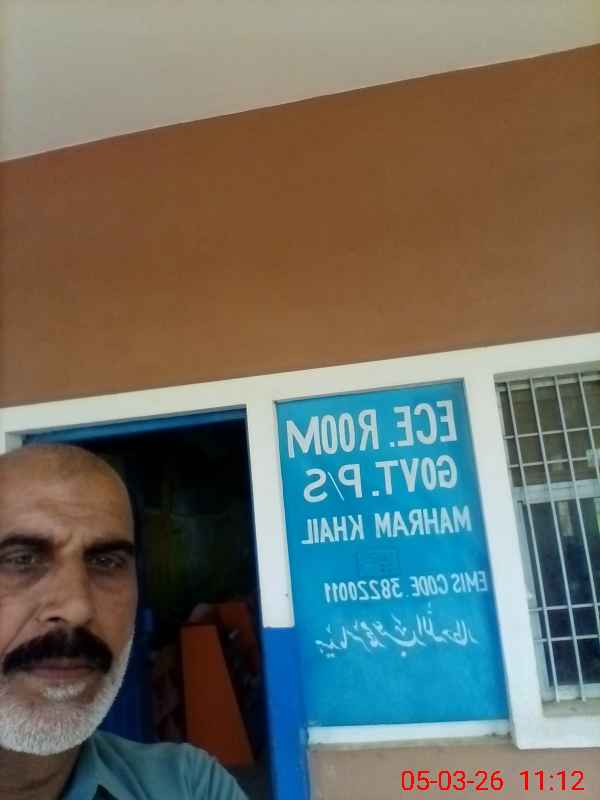 ECE. ROOM
GOVT. P/S
MAHRAM KHAIL
EMIS CODE. 38220011
05-03-26 11:12